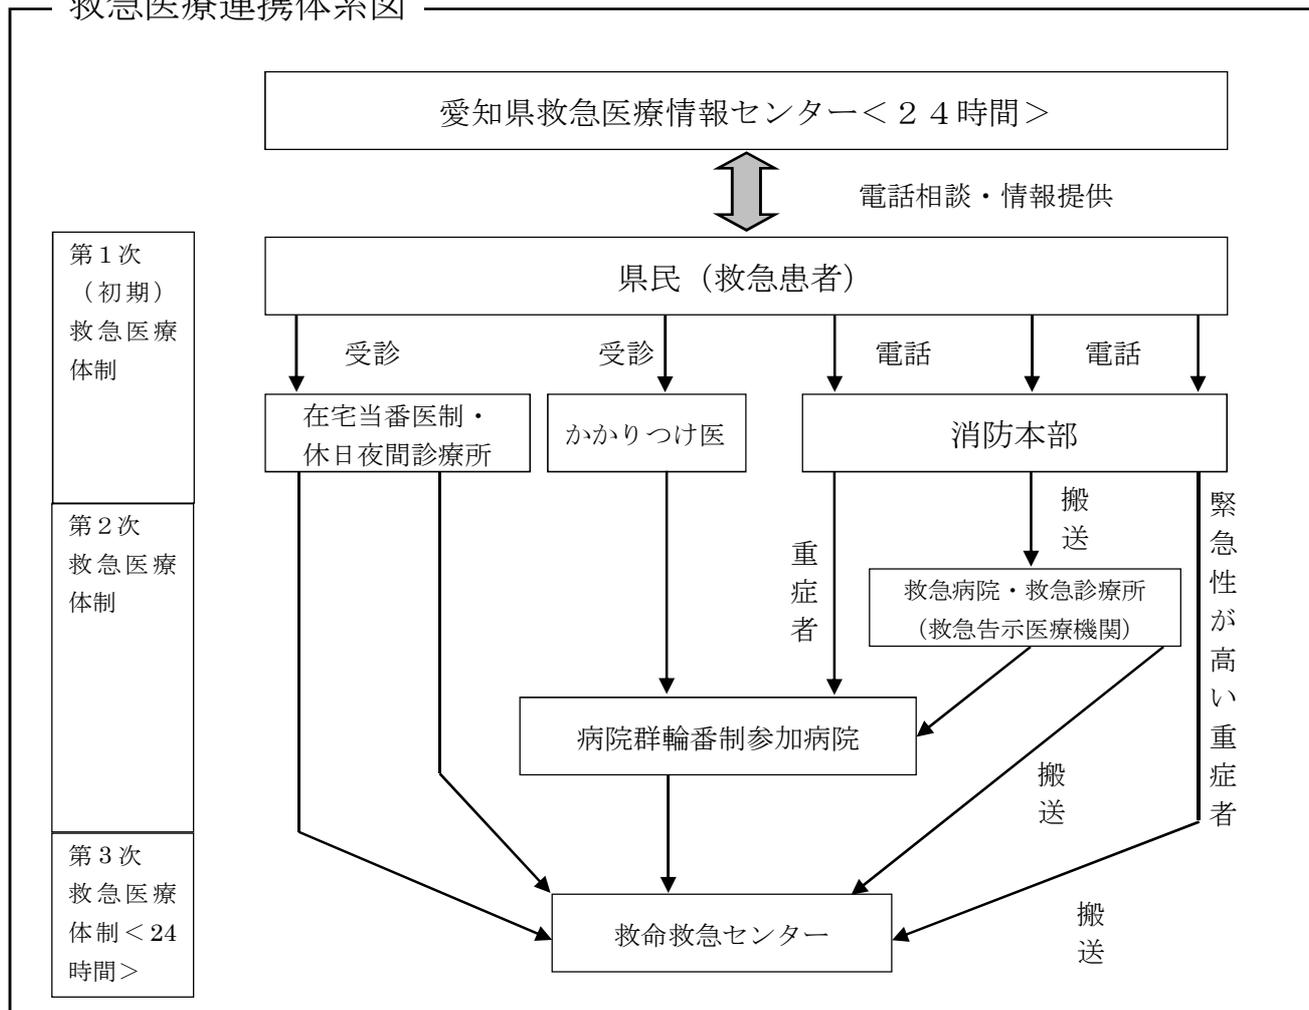 救急医療連携体系図
愛知県救急医療情報センター＜２４時間＞
電話相談・情報提供
第１次
（初期）
救急医療
体制
県民（救急患者）
受診
受診
電話
電話
在宅当番医制・
休日夜間診療所
かかりつけ医
消防本部
第２次
救急医療
体制
重症者
搬送
緊急性が高い重症者
救急病院・救急診療所
（救急告示医療機関）
病院群輪番制参加病院
搬送
第３次
救急医療
体制＜24
時間＞
救命救急センター
搬送